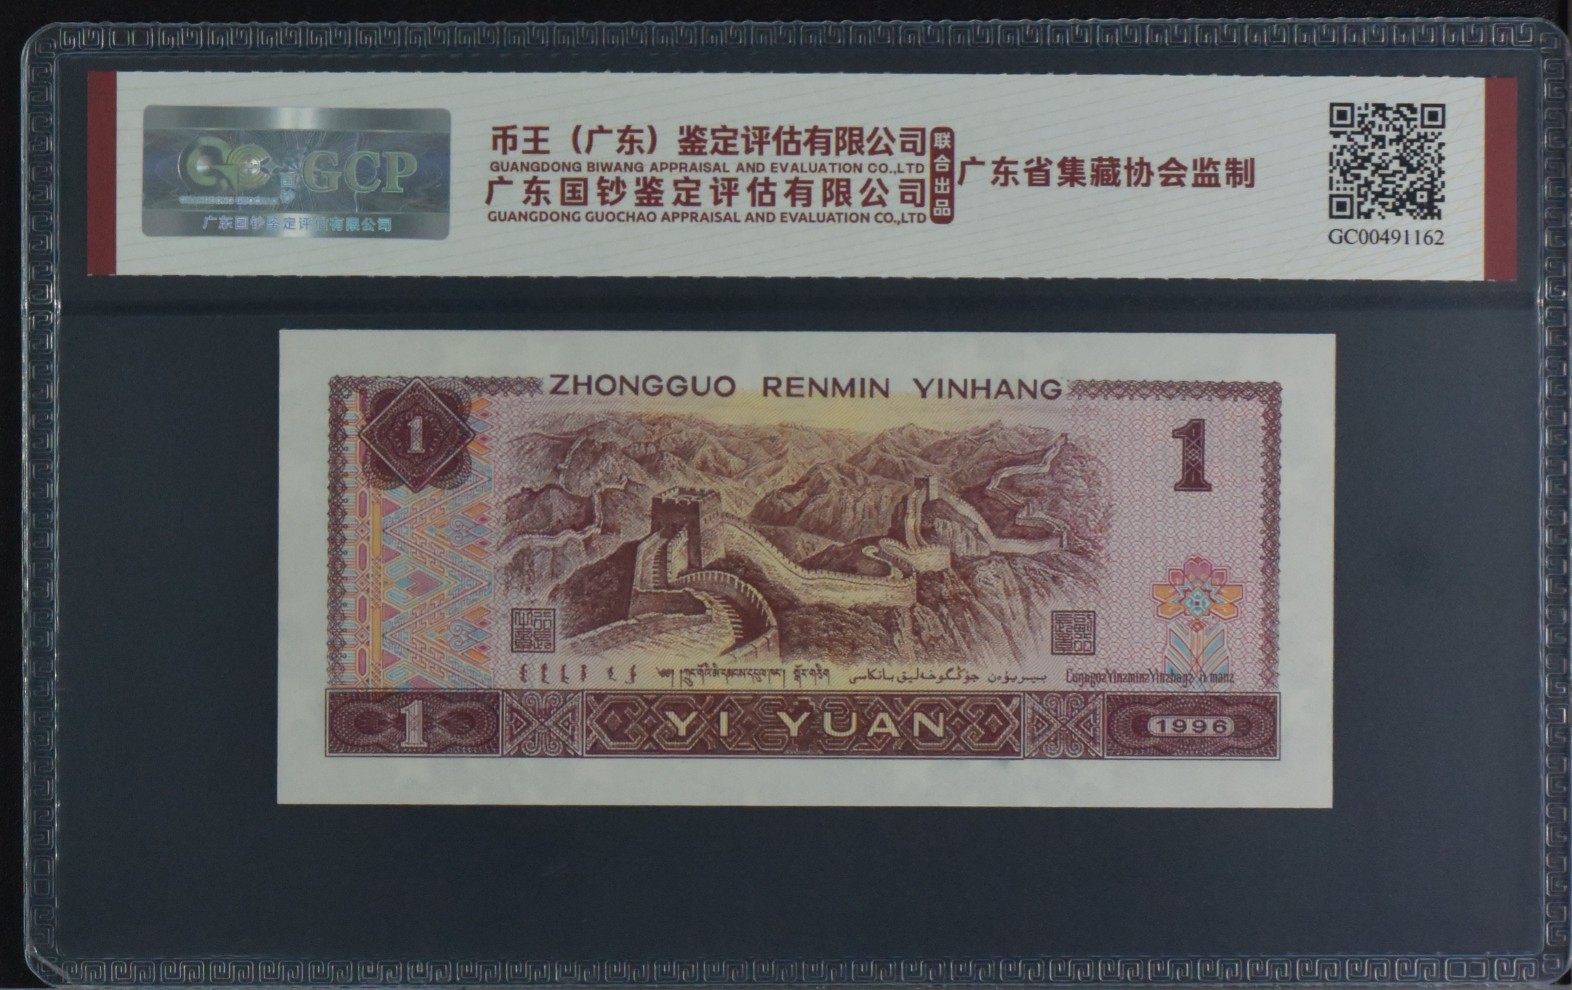 GCP
广东国钞鉴定评估有限公司
币王（广东）鉴定评估有限公司
GUANGDONG BIWANG APPRAISAL AND EVALUATION CO.,LTD
广东国钞鉴定评估有限公司
GUANGDONG GUOCHAO APPRAISAL AND EVALUATION CO.,LTD
联合出品
广东省集藏协会监制
GC00491162
ZHONGGUO RENMIN YINHANG
1
1
1
YI YUAN
1996